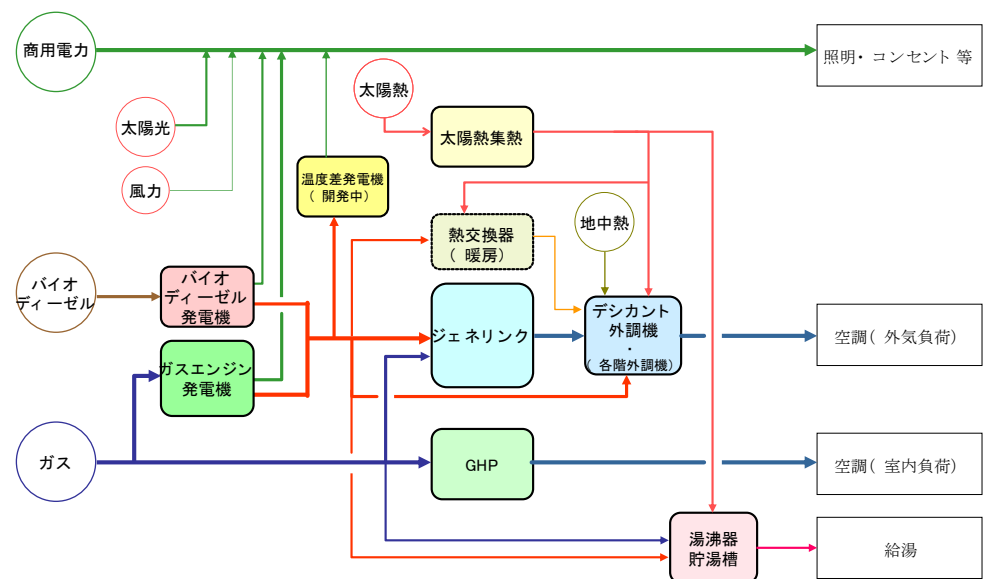 商用電力
照明・コンセント等
太陽熱
太陽光
太陽熱集熱
温度差発電機
(開発中)
風力
熱交換器
(暖房)
地中熱
バイオ
ディーゼル
バイオ
ディーゼル
発電機
ジェネリンク
デシカント
外調機
・
(各階外調機)
空調(外気負荷)
ガスエンジン
発電機
ガス
GHP
空調(室内負荷)
湯沸器
貯湯槽
給湯